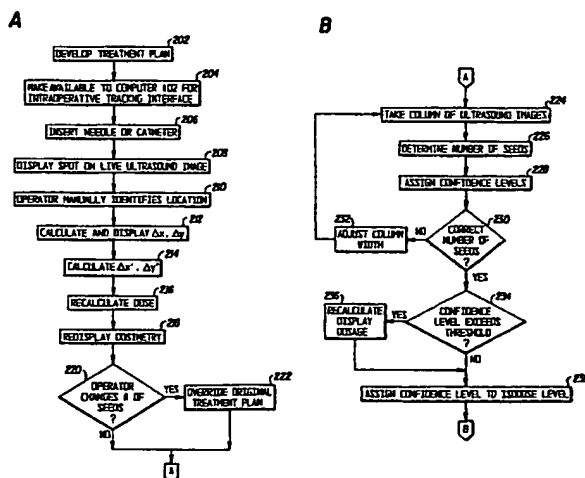 A
202
DEVELOP TREATMENT PLAN
204
MAKE AVAILABLE TO COMPUTER 102 FOR
INTRAOPERATIVE TRACKING INTERFACE
206
INSERT NEEDLE OR CATHETER
208
DISPLAY SPOT ON LIVE ULTRASOUND IMAGE
210
OPERATOR MANUALLY IDENTIFIES LOCATION
212
CALCULATE AND DISPLAY Δx, Δy
214
CALCULATE Δx', Δy'
216
RECALCULATE DOSE
218
REDISPLAY DOSIMETRY
220
OPERATOR
CHANGES # OF
SEEDS
?
YES
222
OVERRIDE ORIGINAL
TREATMENT PLAN
NO
A
B
A
224
TAKE COLUMN OF ULTRASOUND IMAGES
226
DETERMINE NUMBER OF SEEDS
228
ASSIGN CONFIDENCE LEVELS
230
CORRECT
NUMBER OF
SEEDS
?
NO
232
ADJUST COLUMN
WIDTH
YES
234
CONFIDENCE
LEVEL EXCEEDS
THRESHOLD
?
YES
236
RECALCULATE
DISPLAY
DOSAGE
NO
ASSIGN CONFIDENCE LEVEL TO ISODOSE LEVEL
B